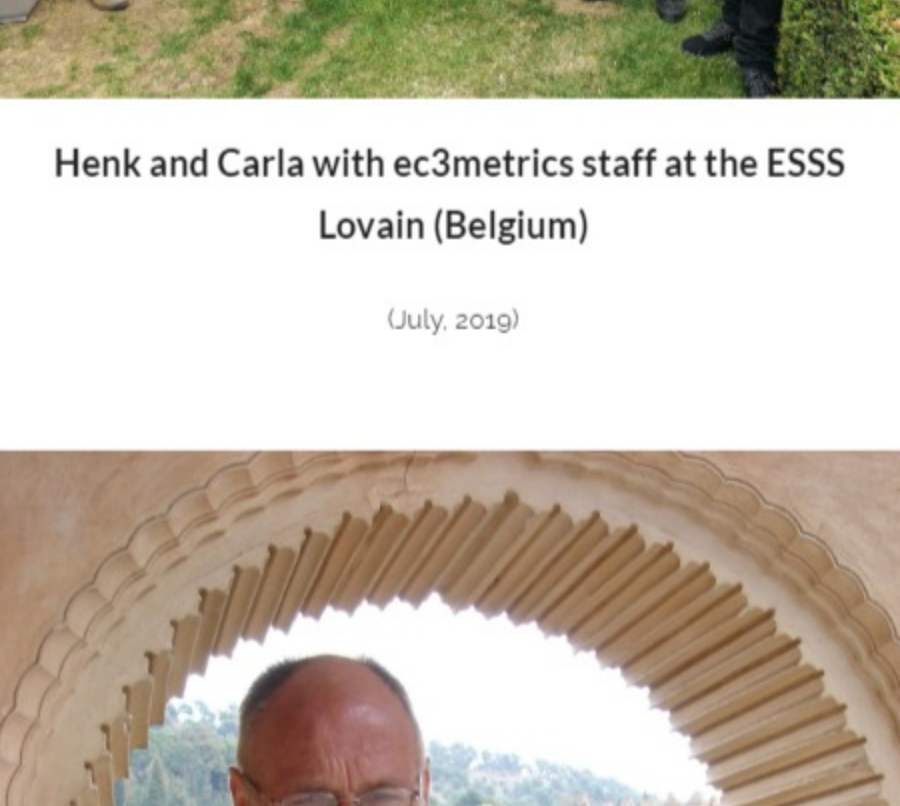 Henk and Carla with ec3metrics staff at the ESSS
Lovain (Belgium)
(July, 2019)